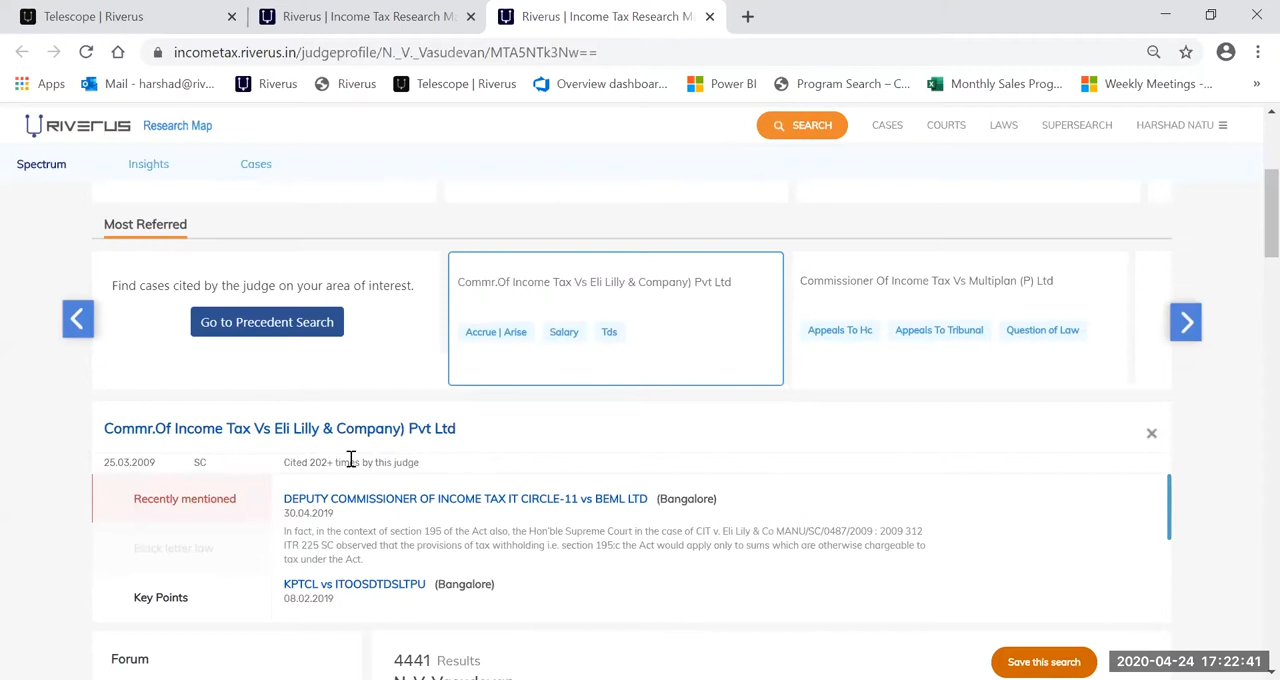 Telescope | Riverus
Riverus | Income Tax Research M
Riverus | Income Tax Research M
incometax.riverus.in/judgeprofile/N._V._Vasudevan/MTA5NTk3Nw==
Apps
Mail - harshad@riv...
Riverus
Riverus
Telescope | Riverus
Overview dashboar...
Power BI
Program Search – C...
Monthly Sales Prog...
Weekly Meetings -...
»
RIVERUS Research Map
SEARCH
CASES
COURTS
LAWS
SUPERSEARCH
HARSHAD NATU
Spectrum
Insights
Cases
Most Referred
Find cases cited by the judge on your area of interest.
Go to Precedent Search
Commr.Of Income Tax Vs Eli Lilly & Company) Pvt Ltd
Accrue | Arise
Salary
Tds
Commissioner Of Income Tax Vs Multiplan (P) Ltd
Appeals To Hc
Appeals To Tribunal
Question of Law
Commr.Of Income Tax Vs Eli Lilly & Company) Pvt Ltd
25.03.2009 SC Cited 202+ times by this judge
Recently mentioned
Black letter law
Key Points
DEPUTY COMMISSIONER OF INCOME TAX IT CIRCLE-11 vs BEML LTD (Bangalore)
30.04.2019
In fact, in the context of section 195 of the Act also, the Hon'ble Supreme Court in the case of CIT v. Eli Lily & Co MANU/SC/0487/2009 : 2009 312
ITR 225 SC observed that the provisions of tax withholding i.e. section 195:c the Act would apply only to sums which are otherwise chargeable to
tax under the Act.
KPTCL vs ITOOSDTDSLTPU (Bangalore)
08.02.2019
Forum
4441 Results
N. V. Vasudevan
Save this search
2020-04-24 17:22:41